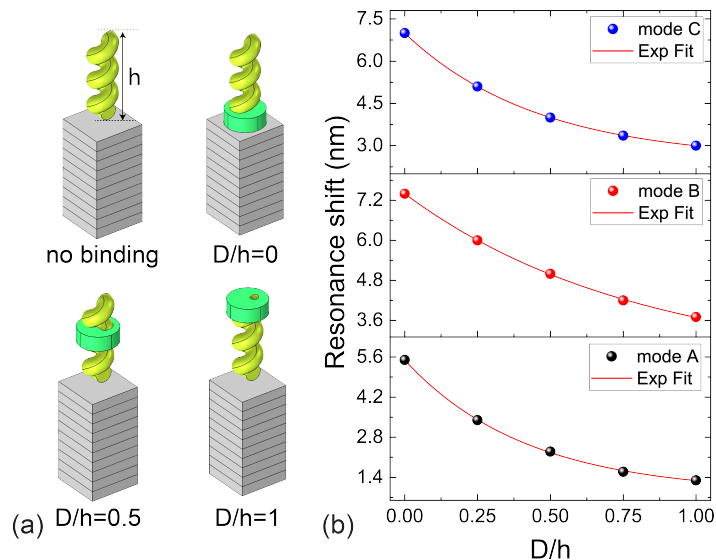 h
no binding
D/h=0
D/h=0.5
D/h=1
(a)
Resonance shift (nm)
7.5
6.0
4.5
3.0
mode C
Exp Fit
7.2
6.0
4.8
3.6
mode B
Exp Fit
5.6
4.2
2.8
1.4
mode A
Exp Fit
0.00
0.25
0.50
0.75
1.00
D/h
(b)